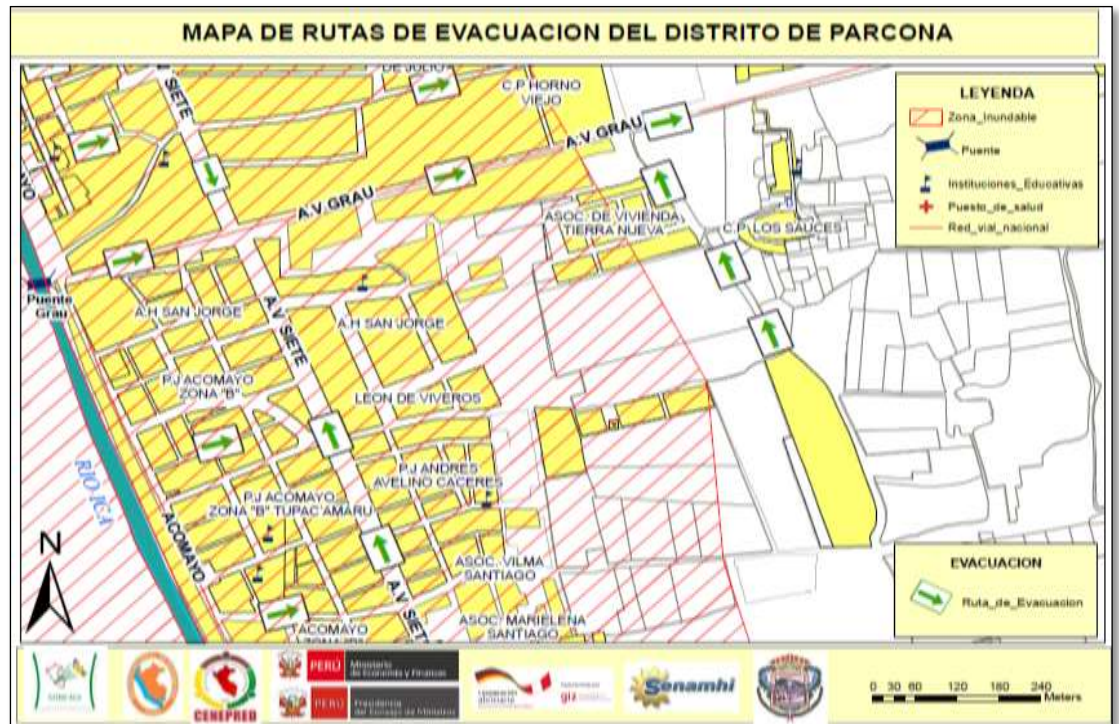 MAPA DE RUTAS DE EVACUACION DEL DISTRITO DE PARCONA
DE JULIO
C.P HORNO
VIEJO
A.V. SIETE
A.V. GRAU
A.V. GRAU
ASOC. DE VIVIENDA
TIERRA NUEVA
C.P. LOS SAUCES
Puente
Grau
A.H SAN JORGE
A.V. SIETE
A.H SAN JORGE
P.J ACOMAYO
ZONA "B"
LEON DE VIVEROS
RIO ICA
P.J ANDRES
AVELINO CACERES
P.J ACOMAYO
ZONA "B" TUPAC AMARU
ACOMAYO
ASOC. VILMA
SANTIAGO
A.V. SIETE
ASOC. MARIELENA
SANTIAGO
N
LEYENDA
Zona_Inundable
Puente
Instituciones_Educativas
Puesto_de_salud
Red_vial_nacional
EVACUACION
Ruta_de_Evacuacion
CENEPRED
PERÚ
Ministerio
de Economía y Finanzas
PERÚ
Presidencia
del Consejo de Ministros
giz
Senamhi
0 30 60 120 180 240
Meters